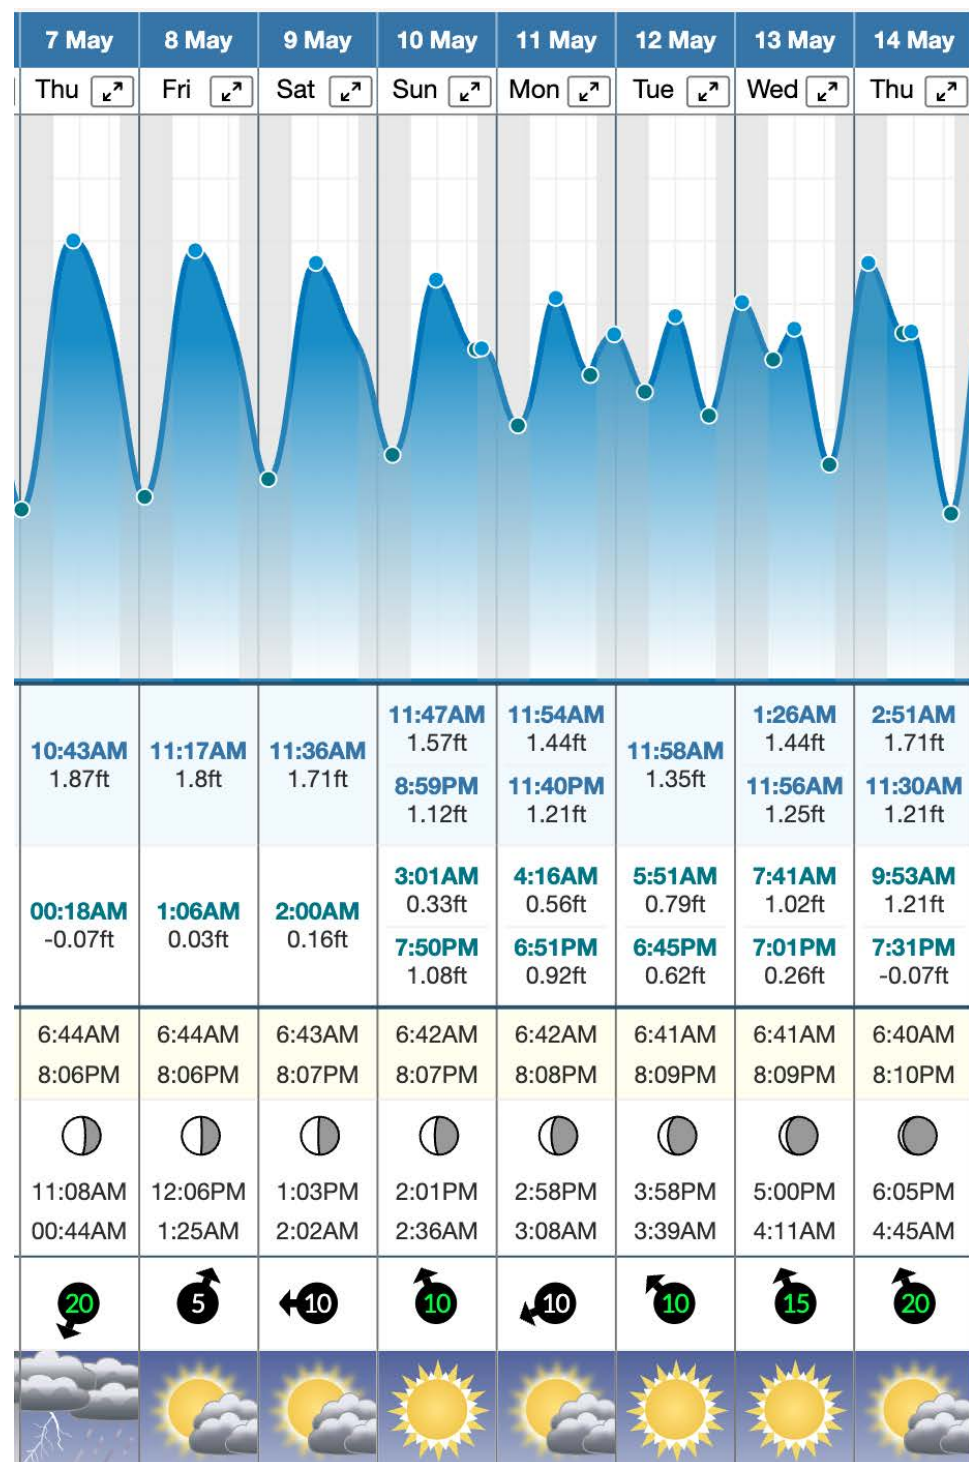 7 May 8 May 9 May 10 May 11 May 12 May 13 May 14 May
Thu Fri Sat Sun Mon Tue Wed Thu
11:47AM 11:54AM 1:26AM 2:51AM
1.57ft 1.44ft 1.44ft 1.71ft
10:43AM 11:17AM 11:36AM 11:58AM
1.87ft 1.8ft 1.71ft 1.35ft
8:59PM 11:40PM 11:56AM 11:30AM
1.12ft 1.21ft 1.25ft 1.21ft
3:01AM 4:16AM 5:51AM 7:41AM 9:53AM
0.33ft 0.56ft 0.79ft 1.02ft 1.21ft
00:18AM 1:06AM 2:00AM
-0.07ft 0.03ft 0.16ft
7:50PM 6:51PM 6:45PM 7:01PM 7:31PM
1.08ft 0.92ft 0.62ft 0.26ft -0.07ft
6:44AM 6:44AM 6:43AM 6:42AM 6:42AM 6:41AM 6:41AM 6:40AM
8:06PM 8:06PM 8:07PM 8:07PM 8:08PM 8:09PM 8:09PM 8:10PM
11:08AM 12:06PM 1:03PM 2:01PM 2:58PM 3:58PM 5:00PM 6:05PM
00:44AM 1:25AM 2:02AM 2:36AM 3:08AM 3:39AM 4:11AM 4:45AM
20 5 10 10 10 10 15 20